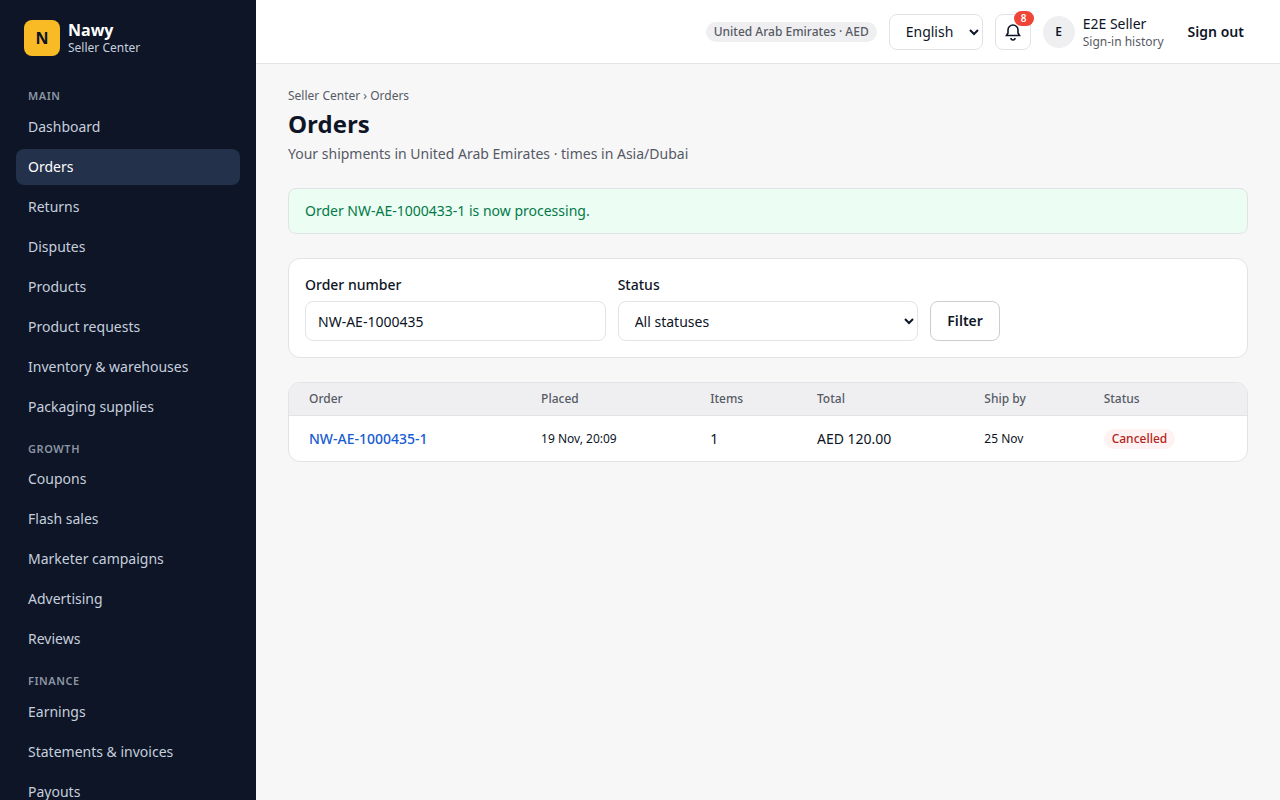 N
Nawy
Seller Center
MAIN
Dashboard
Orders
Returns
Disputes
Products
Product requests
Inventory & warehouses
Packaging supplies
GROWTH
Coupons
Flash sales
Marketer campaigns
Advertising
Reviews
FINANCE
Earnings
Statements & invoices
Payouts
United Arab Emirates · AED
English
8
E
E2E Seller
Sign-in history
Sign out
Seller Center › Orders
Orders
Your shipments in United Arab Emirates · times in Asia/Dubai
Order NW-AE-1000433-1 is now processing.
Order number
Status
NW-AE-1000435
All statuses
Filter
Order Placed Items Total Ship by Status
NW-AE-1000435-1 19 Nov, 20:09 1 AED 120.00 25 Nov Cancelled